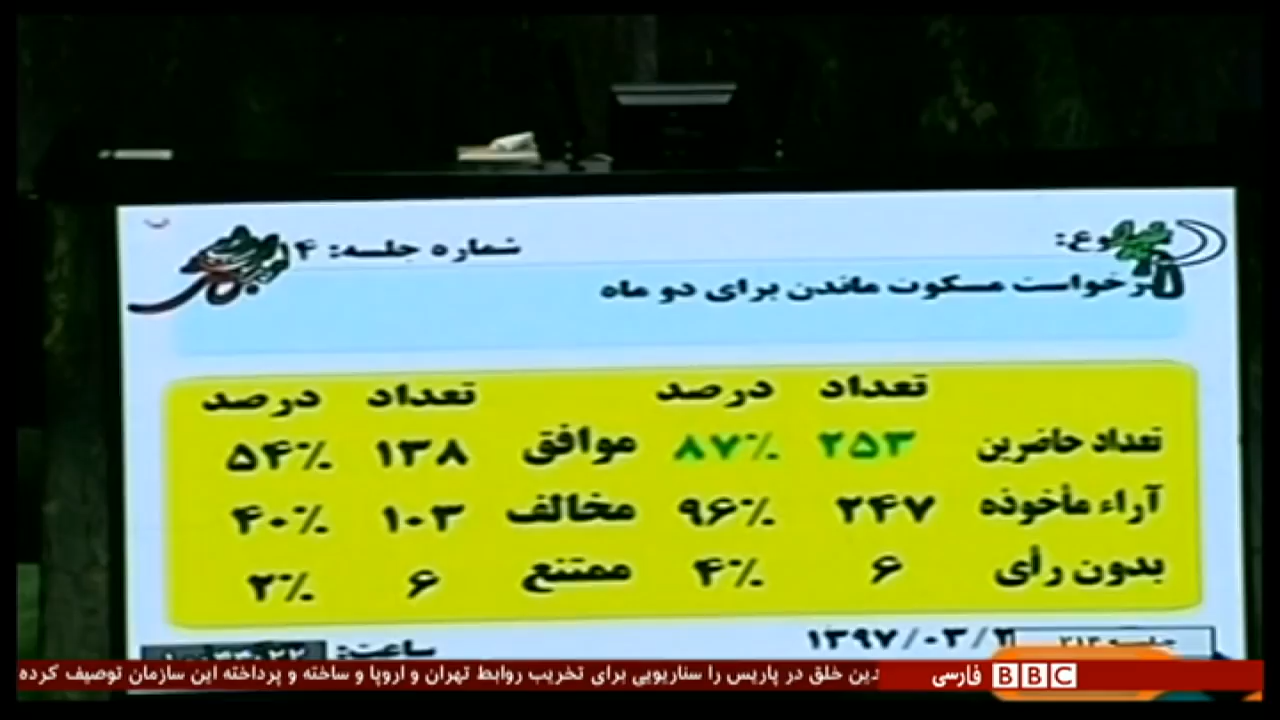 شماره جلسه: ۴
درخواست مسکوت ماندن برای دو ماه
تعداد درصد تعداد درصد
تعداد حاضرین ۲۵۳ ۸۷٪ موافق ۱۳۸ ۵۴٪
آراء مأخوذه ۲۴۷ ۹۶٪ مخالف ۱۰۳ ۴۰٪
بدون رأی ۶ ۴٪ ممتنع ۶ ۲٪
۱۳۹۷/۰۳/۲ ساعت:
BBC فارسی
دین خلق در پاریس را سناریویی برای تخریب روابط تهران و اروپا و ساخته و پرداخته این سازمان توصیف کرده